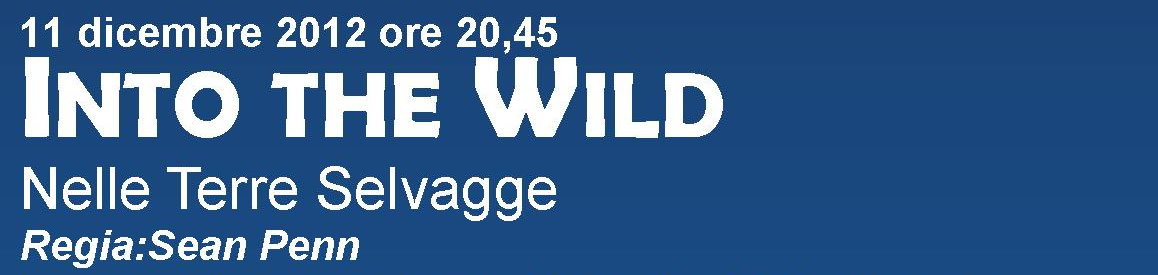 11 dicembre 2012 ore 20,45
INTO THE WILD
Nelle Terre Selvagge
Regia:Sean Penn